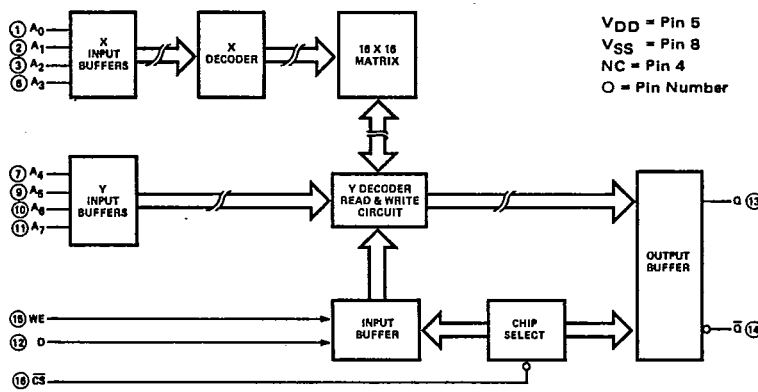 ① A₀
② A₁
③ A₂
⑥ A₃
X INPUT BUFFERS
X DECODER
16 X 16 MATRIX
VDD = Pin 5
VSS = Pin 8
NC = Pin 4
O = Pin Number
⑦ A₄
⑨ A₅
⑩ A₆
⑪ A₇
Y INPUT BUFFERS
Y DECODER READ & WRITE CIRCUIT
OUTPUT BUFFER
Q ⑬
Q̅ ⑭
⑮ WE
⑫ D
INPUT BUFFER
CHIP SELECT
⑯ C̅S̅